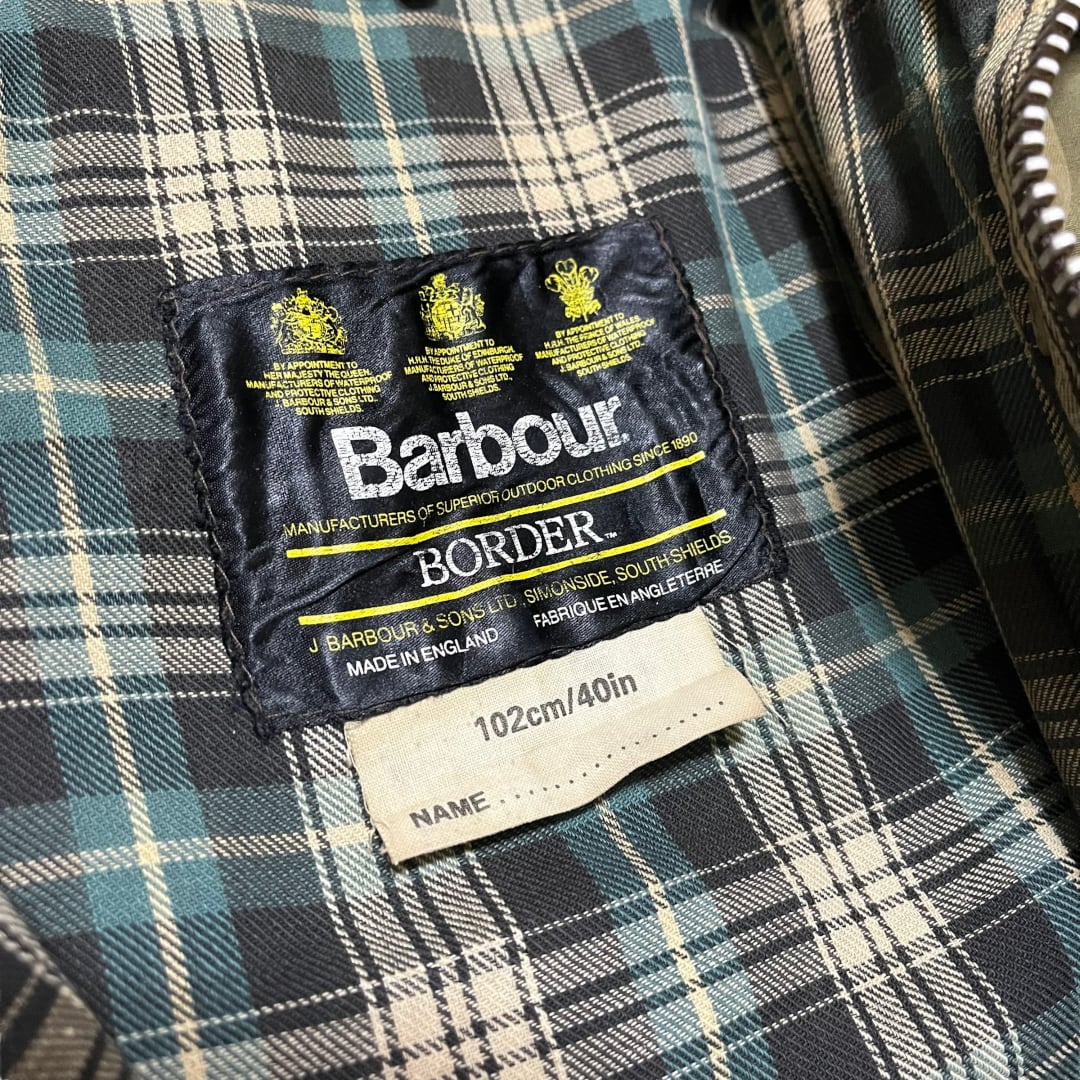 BY APPOINTMENT TO
HER MAJESTY THE QUEEN.
MANUFACTURERS OF WATERPROOF
AND PROTECTIVE CLOTHING
J. BARBOUR & SONS LTD.,
SOUTH SHIELDS.
BY APPOINTMENT TO
H.R.H. THE DUKE OF EDINBURGH
MANUFACTURERS OF WATERPROOF
AND PROTECTIVE CLOTHING
J. BARBOUR & SONS LTD.,
SOUTH SHIELDS.
BY APPOINTMENT TO
H.R.H. THE PRINCE OF WALES
MANUFACTURERS OF WATERPROOF
AND PROTECTIVE CLOTHING
J. BARBOUR & SONS LTD.,
SOUTH SHIELDS.
Barbour
MANUFACTURERS OF SUPERIOR OUTDOOR CLOTHING SINCE 1890
BORDER™
J. BARBOUR & SONS LTD. SIMONSIDE, SOUTH SHIELDS
MADE IN ENGLAND FABRIQUE EN ANGLETERRE
102cm/40in
NAME....................